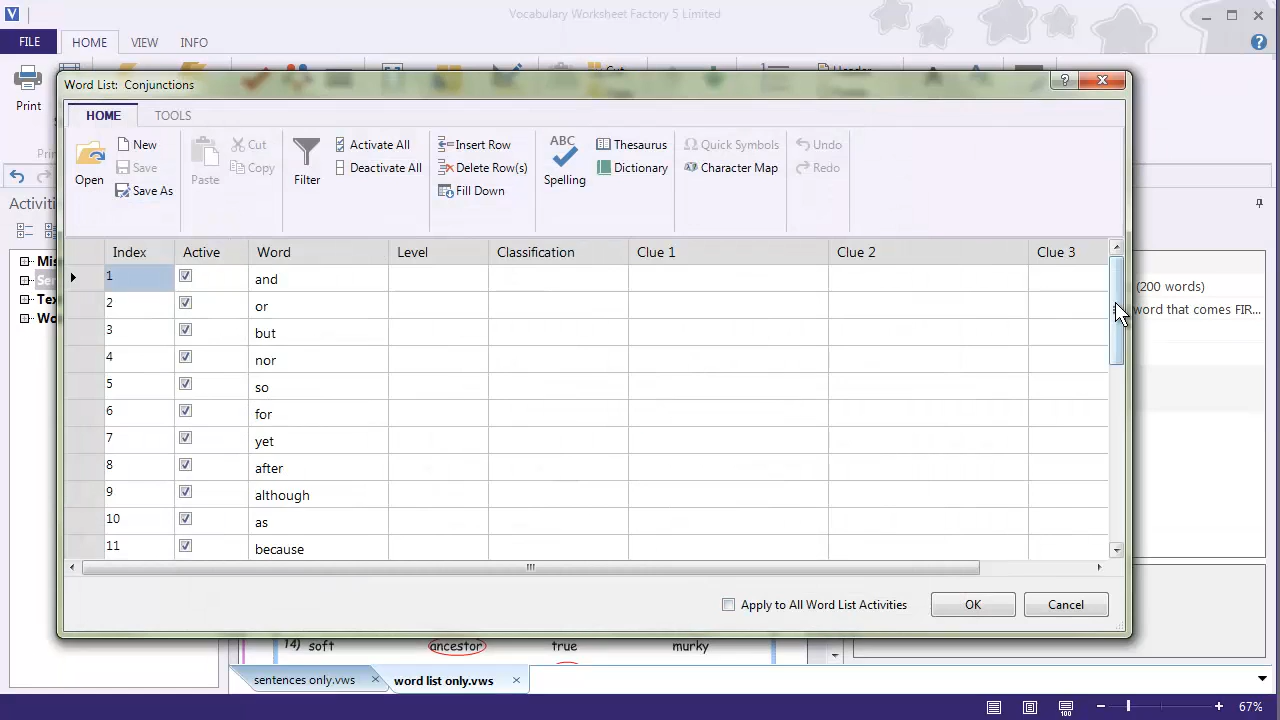 Vocabulary Worksheet Factory 5 Limited
FILE HOME VIEW INFO
Print
Word List: Conjunctions
HOME TOOLS
Open
New
Save
Save As
Paste
Cut
Copy
Filter
Activate All
Deactivate All
Insert Row
Delete Row(s)
Fill Down
ABC
Spelling
Thesaurus
Dictionary
Quick Symbols
Character Map
Undo
Redo
Index Active Word Level Classification Clue 1 Clue 2 Clue 3
1 and
2 or
3 but
4 nor
5 so
6 for
7 yet
8 after
9 although
10 as
11 because
(200 words)
word that comes FIR...
Apply to All Word List Activities OK Cancel
14) soft ancestor true murky
sentences only.vws word list only.vws
100
67%